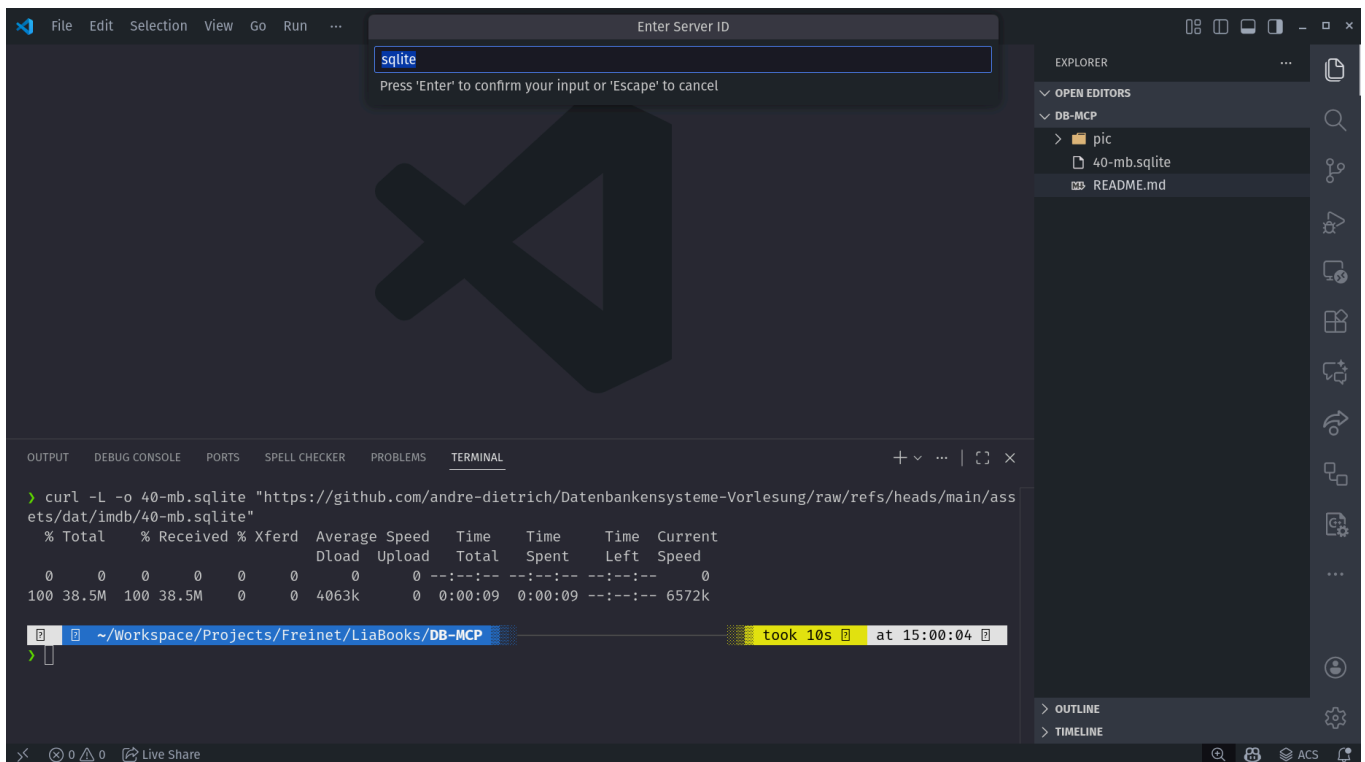 File Edit Selection View Go Run ···
Enter Server ID
sqlite
Press 'Enter' to confirm your input or 'Escape' to cancel
EXPLORER ···
OPEN EDITORS
DB-MCP
pic
40-mb.sqlite
README.md
OUTPUT DEBUG CONSOLE PORTS SPELL CHECKER PROBLEMS TERMINAL
❯ curl -L -o 40-mb.sqlite "https://github.com/andre-dietrich/Datenbankensysteme-Vorlesung/raw/refs/heads/main/ass
ets/dat/imdb/40-mb.sqlite"
% Total % Received % Xferd Average Speed Time Time Time Current
Dload Upload Total Spent Left Speed
0 0 0 0 0 0 0 0 --:--:-- --:--:-- --:--:-- 0
100 38.5M 100 38.5M 0 0 4063k 0 0:00:09 0:00:09 --:--:-- 6572k
~/Workspace/Projects/Freinet/LiaBooks/DB-MCP took 10s at 15:00:04
❯
OUTLINE
TIMELINE
0 0 Live Share ACS